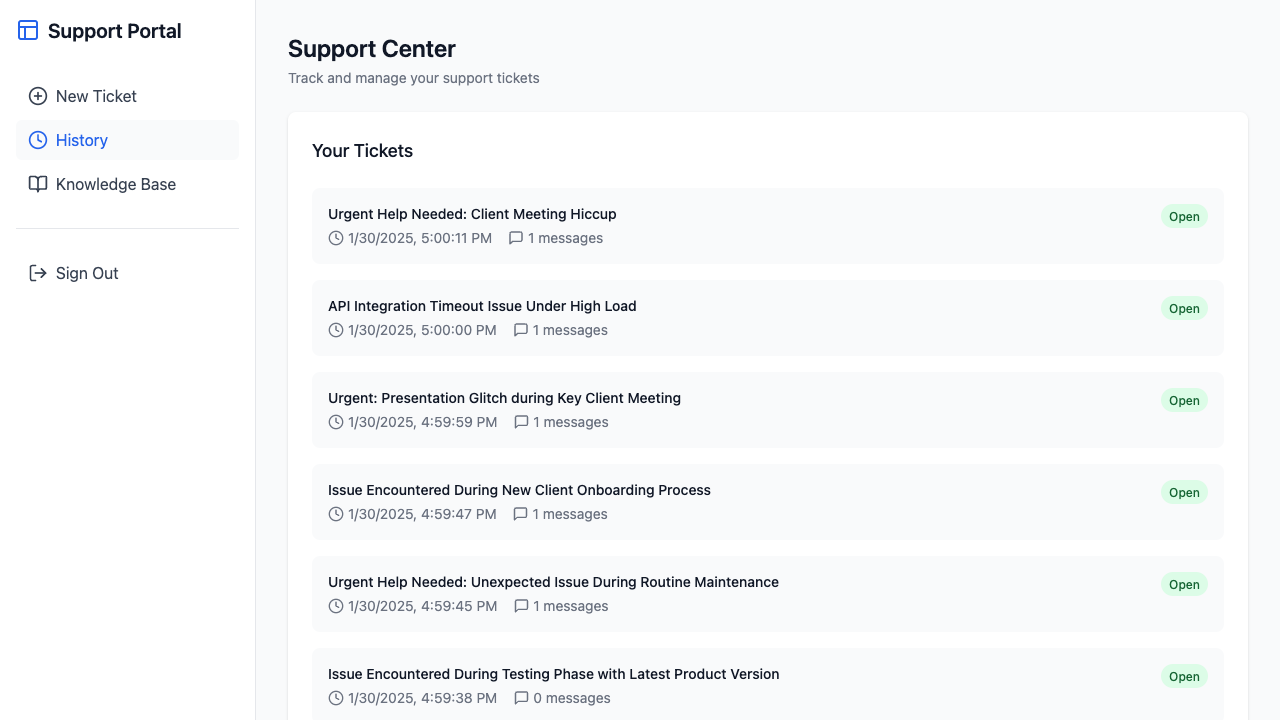 Support Portal
New Ticket
History
Knowledge Base
Sign Out
Support Center
Track and manage your support tickets
Your Tickets
Urgent Help Needed: Client Meeting Hiccup
Open
1/30/2025, 5:00:11 PM 1 messages
API Integration Timeout Issue Under High Load
Open
1/30/2025, 5:00:00 PM 1 messages
Urgent: Presentation Glitch during Key Client Meeting
Open
1/30/2025, 4:59:59 PM 1 messages
Issue Encountered During New Client Onboarding Process
Open
1/30/2025, 4:59:47 PM 1 messages
Urgent Help Needed: Unexpected Issue During Routine Maintenance
Open
1/30/2025, 4:59:45 PM 1 messages
Issue Encountered During Testing Phase with Latest Product Version
Open
1/30/2025, 4:59:38 PM 0 messages